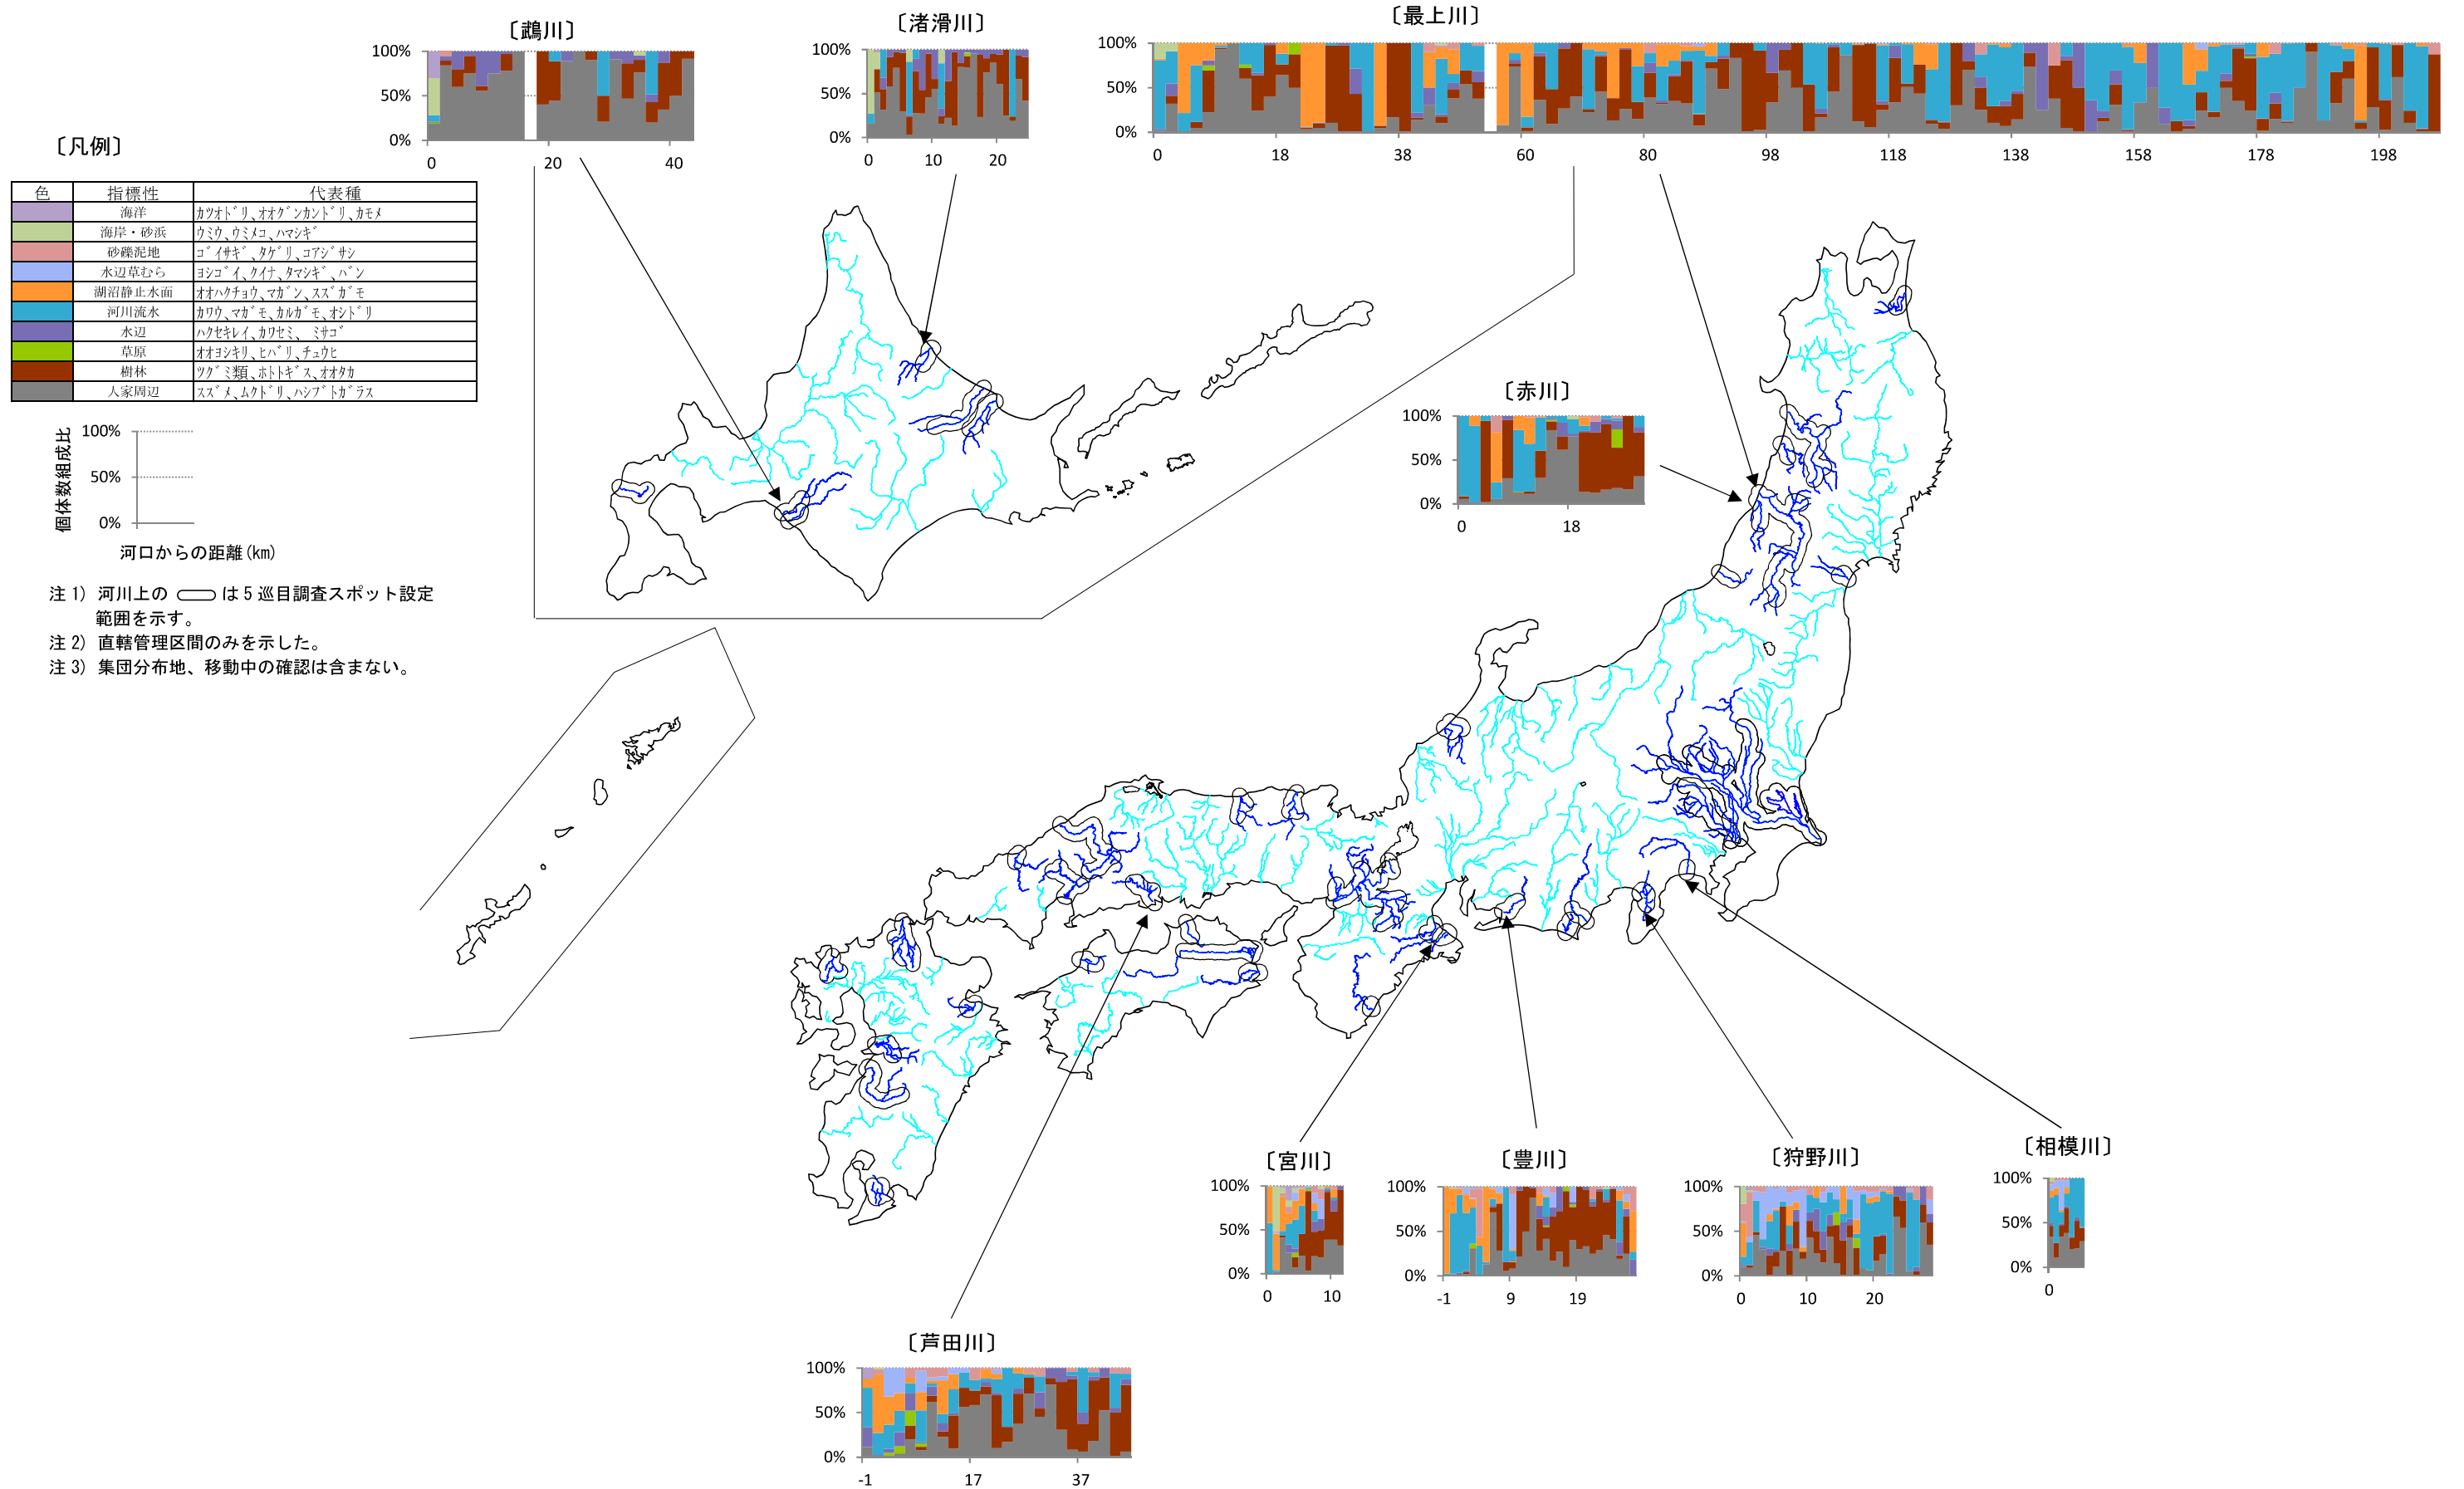 〔鵡川〕
100%
50%
0%
0 20 40
〔渚滑川〕
100%
50%
0%
0 10 20
〔最上川〕
100%
50%
0%
0 18 38 60 80 98 118 138 158 178 198
〔凡例〕
色 指標性 代表種
海洋 ｶﾂｵﾄﾞﾘ、ｵｵｸﾞﾝｶﾝﾄﾞﾘ、ｶﾓﾒ
海岸・砂浜 ｳﾐｳ、ｳﾐﾒｺ、ﾊﾏｼｷﾞ
砂礫泥地 ｺﾞｲｻｷﾞ、ﾀｹﾞﾘ、ｺｱｼﾞｻｼ
水辺草むら ﾖｼｺﾞｲ、ｸｲﾅ、ﾀﾏｼｷﾞ、ﾊﾞﾝ
湖沼静止水面 ｵｵﾊｸﾁｮｳ、ﾏｶﾞﾝ、ｽｽﾞｶﾞﾓ
河川流水 ｶﾜｳ、ﾏｶﾞﾓ、ｶﾙｶﾞﾓ、ｵｼﾄﾞﾘ
水辺 ﾊｸｾｷﾚｲ、ｶﾜｾﾐ、 ﾐｻｺﾞ
草原 ｵｵﾖｼｷﾘ、ﾋﾊﾞﾘ、ﾁｭｳﾋ
樹林 ﾂｸﾞﾐ類、ﾎﾄﾄｷﾞｽ、ｵｵﾀｶ
人家周辺 ｽｽﾞﾒ、ﾑｸﾄﾞﾘ、ﾊｼﾌﾞﾄｶﾞﾗｽ
個体数組成比
100%
50%
0%
河口からの距離(km)
注1) 河川上の は5巡目調査スポット設定
範囲を示す。
注2) 直轄管理区間のみを示した。
注3) 集団分布地、移動中の確認は含まない。
〔赤川〕
100%
50%
0%
0 18
〔宮川〕
100%
50%
0%
0 10
〔豊川〕
100%
50%
0%
-1 9 19
〔狩野川〕
100%
50%
0%
0 10 20
〔相模川〕
100%
50%
0%
0
〔芦田川〕
100%
50%
0%
-1 17 37